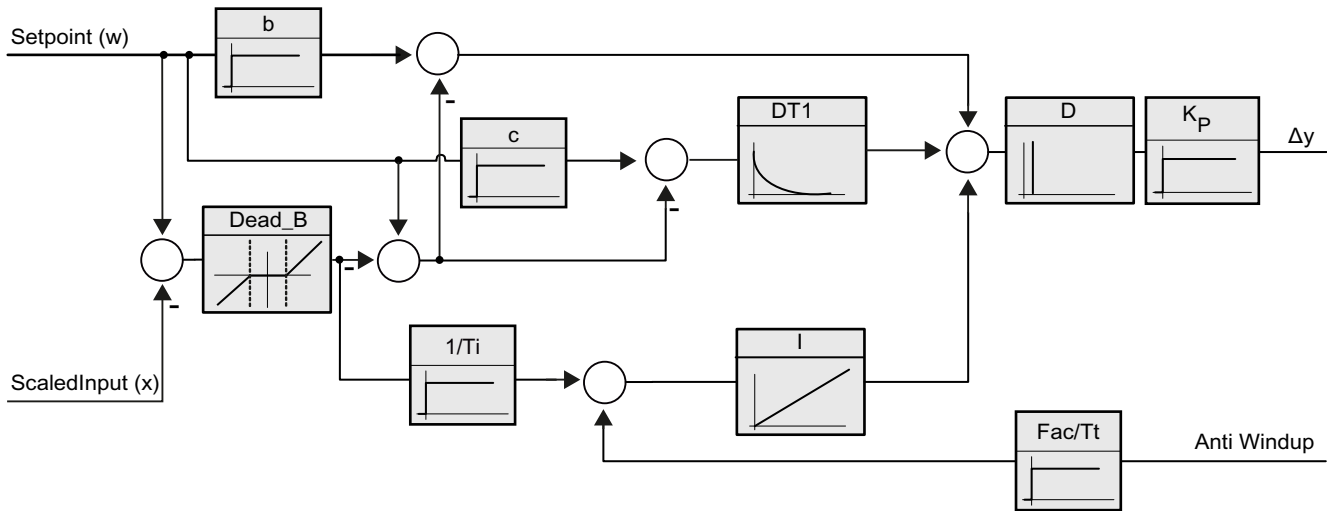 b
Setpoint (w)
DT1
D
K_P
c
Δy
Dead_B
1/Ti
I
ScaledInput (x)
Fac/Tt
Anti Windup
-
-
-
-